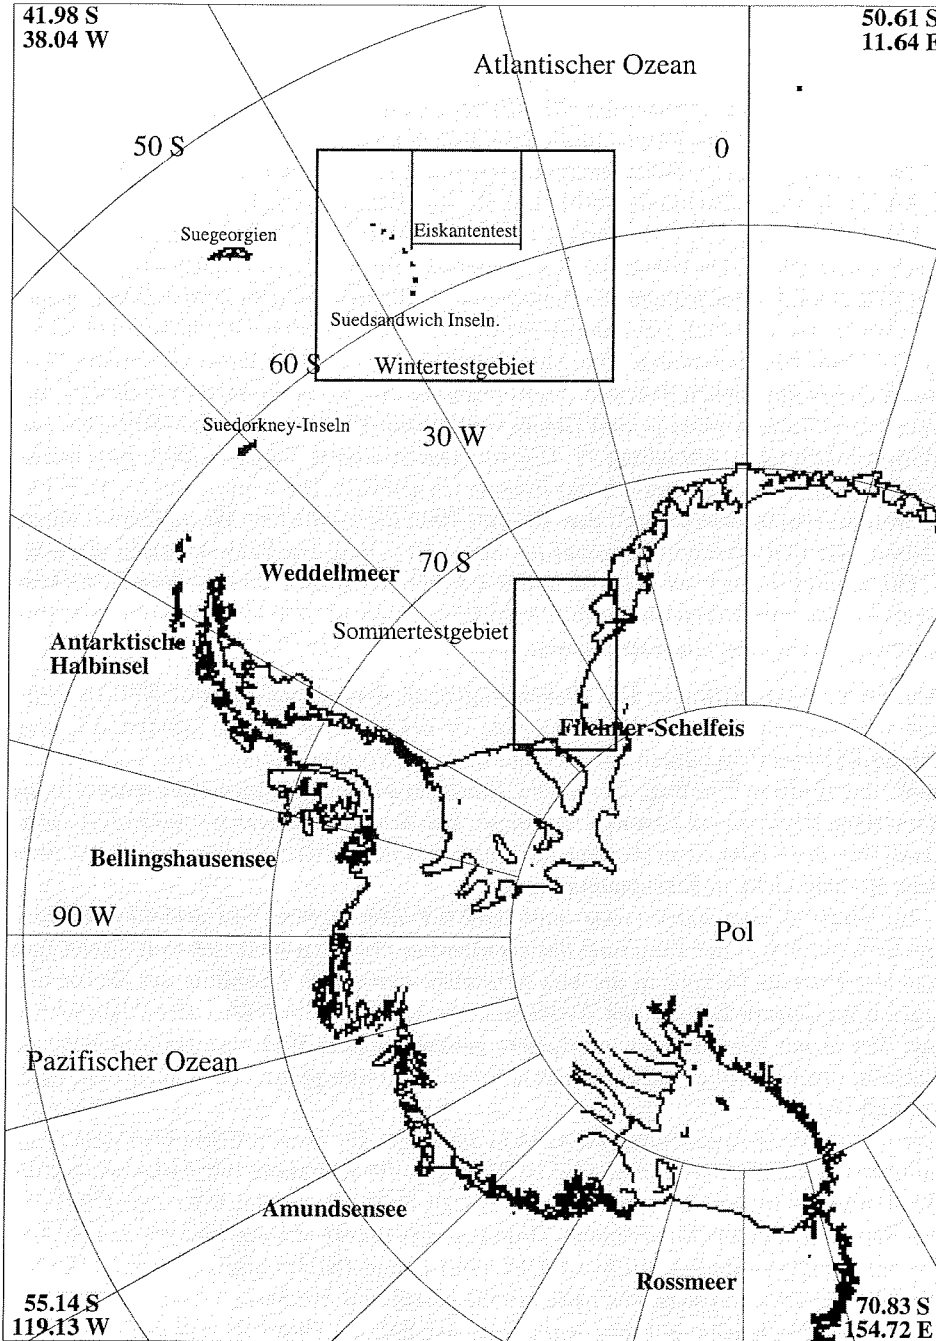 41.98 S
38.04 W
50.61 S
11.64 E
Atlantischer Ozean
50 S
0
Suegeorgien
Eiskantentest
Suedsandwich Inseln.
60 S
Wintertestgebiet
Suedorkney-Inseln
30 W
70 S
Weddellmeer
Sommertestgebiet
Antarktische
Halbinsel
Filchner-Schelfeis
Bellingshausensee
90 W
Pol
Pazifischer Ozean
Amundsensee
Rossmeer
55.14 S
119.13 W
70.83 S
154.72 E